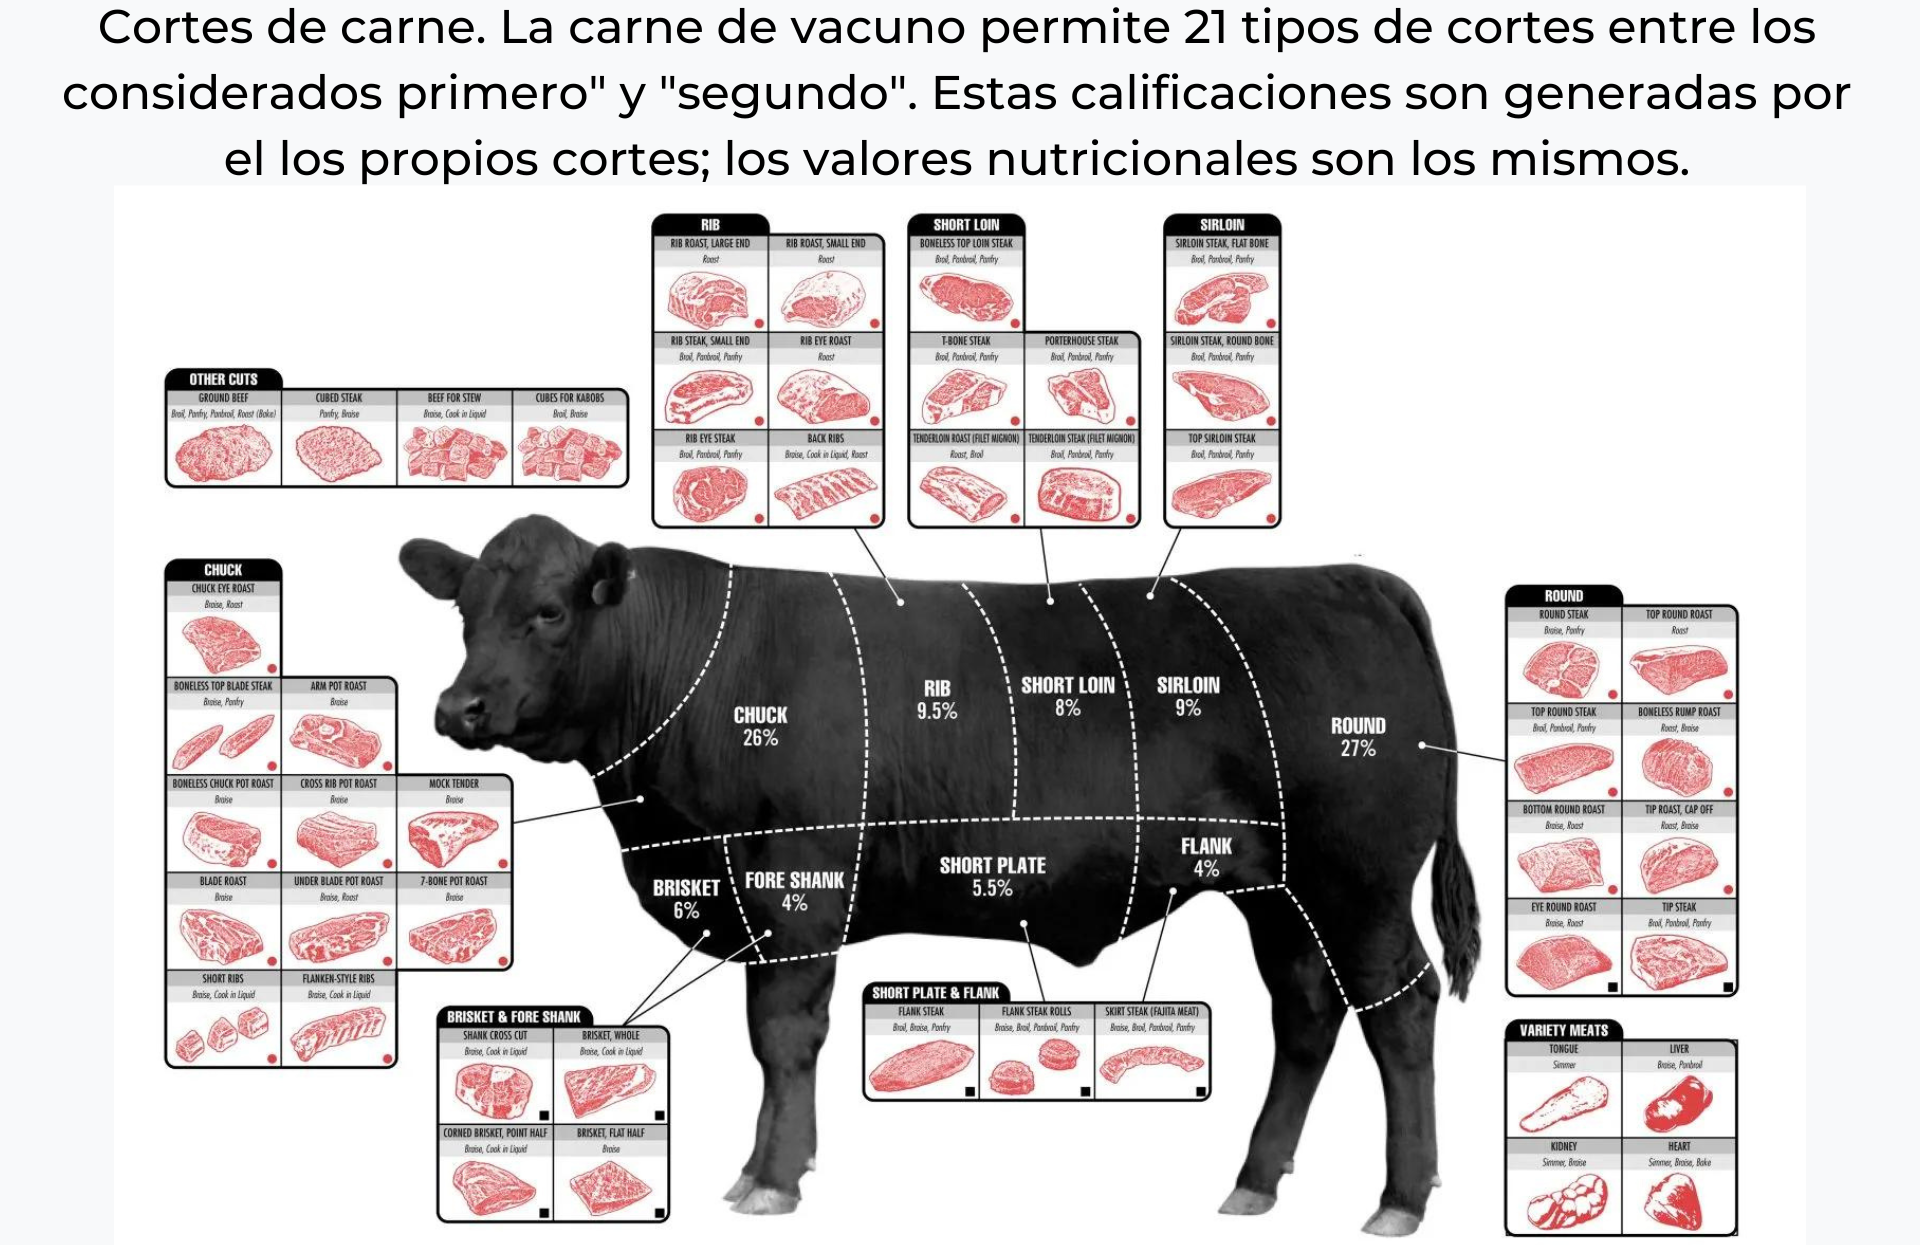 Cortes de carne. La carne de vacuno permite 21 tipos de cortes entre los
considerados primero" y "segundo". Estas calificaciones son generadas por
el los propios cortes; los valores nutricionales son los mismos.
RIB
RIB ROAST, LARGE END
Roast
RIB ROAST, SMALL END
Roast
RIB STEAK, SMALL END
Broil, Panbroil, Panfry
RIB EYE ROAST
Roast
RIB EYE STEAK
Broil, Panbroil, Panfry
BACK RIBS
Braise, Cook in Liquid, Roast
SHORT LOIN
BONELESS TOP LOIN STEAK
Broil, Panbroil, Panfry
T-BONE STEAK
Broil, Panbroil, Panfry
PORTERHOUSE STEAK
Broil, Panbroil, Panfry
TENDERLOIN ROAST (FILET MIGNON)
Roast, Broil
TENDERLOIN STEAK (FILET MIGNON)
Broil, Panbroil, Panfry
SIRLOIN
SIRLOIN STEAK, FLAT BONE
Broil, Panbroil, Panfry
SIRLOIN STEAK, ROUND BONE
Broil, Panbroil, Panfry
TOP SIRLOIN STEAK
Broil, Panbroil, Panfry
OTHER CUTS
GROUND BEEF
Broil, Panfry, Panbroil, Roast (Bake)
CUBED STEAK
Panfry, Braise
BEEF FOR STEW
Braise, Cook in Liquid
CUBES FOR KABOBS
Broil, Braise
CHUCK
CHUCK EYE ROAST
Braise, Roast
BONELESS TOP BLADE STEAK
Braise, Panfry
ARM POT ROAST
Braise
BONELESS CHUCK POT ROAST
Braise
CROSS RIB POT ROAST
Braise
MOCK TENDER
Braise
BLADE ROAST
Braise
UNDER BLADE POT ROAST
Braise, Roast
7-BONE POT ROAST
Braise
SHORT RIBS
Braise, Cook in Liquid
FLANKEN-STYLE RIBS
Braise, Cook in Liquid
CHUCK
26%
RIB
9.5%
SHORT LOIN
8%
SIRLOIN
9%
ROUND
27%
BRISKET
6%
FORE SHANK
4%
SHORT PLATE
5.5%
FLANK
4%
ROUND
ROUND STEAK
Braise, Panfry
TOP ROUND ROAST
Roast
TOP ROUND STEAK
Broil, Panbroil, Panfry
BONELESS RUMP ROAST
Roast, Braise
BOTTOM ROUND ROAST
Braise, Roast
TIP ROAST, CAP OFF
Roast, Braise
EYE ROUND ROAST
Braise, Roast
TIP STEAK
Broil, Panbroil, Panfry
BRISKET & FORE SHANK
SHANK CROSS CUT
Braise, Cook in Liquid
BRISKET, WHOLE
Braise, Cook in Liquid
CORNED BRISKET, POINT HALF
Braise, Cook in Liquid
BRISKET, FLAT HALF
Braise
SHORT PLATE & FLANK
FLANK STEAK
Broil, Braise, Panfry
FLANK STEAK ROLLS
Braise, Broil, Panbroil, Panfry
SKIRT STEAK (FAJITA MEAT)
Braise, Broil, Panbroil, Panfry
VARIETY MEATS
TONGUE
Simmer
LIVER
Braise, Panbroil
KIDNEY
Simmer, Braise
HEART
Simmer, Braise, Bake